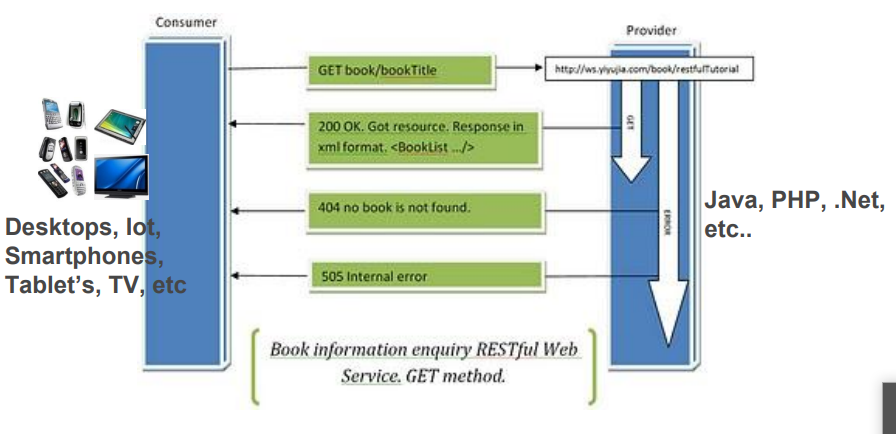 Consumer
Provider
GET book/bookTitle
http://ws.yiyujia.com/book/restfulTutorial
200 OK. Got resource. Response in
xml format. <BookList .../>
GET
404 no book is not found.
ERROR
505 Internal error
Desktops, Iot,
Smartphones,
Tablet's, TV, etc
Java, PHP, .Net,
etc..
Book information enquiry RESTful Web
Service. GET method.